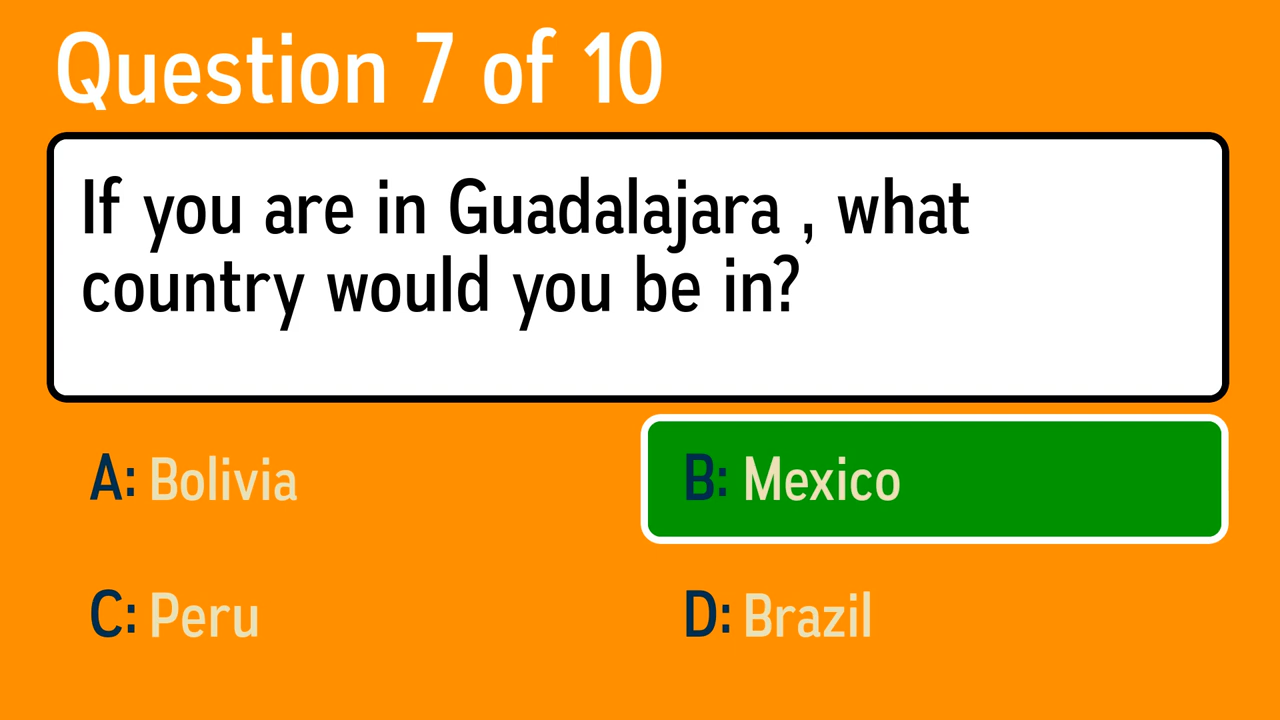 Question 7 of 10
If you are in Guadalajara , what
country would you be in?
A: Bolivia
B: Mexico
C: Peru
D: Brazil